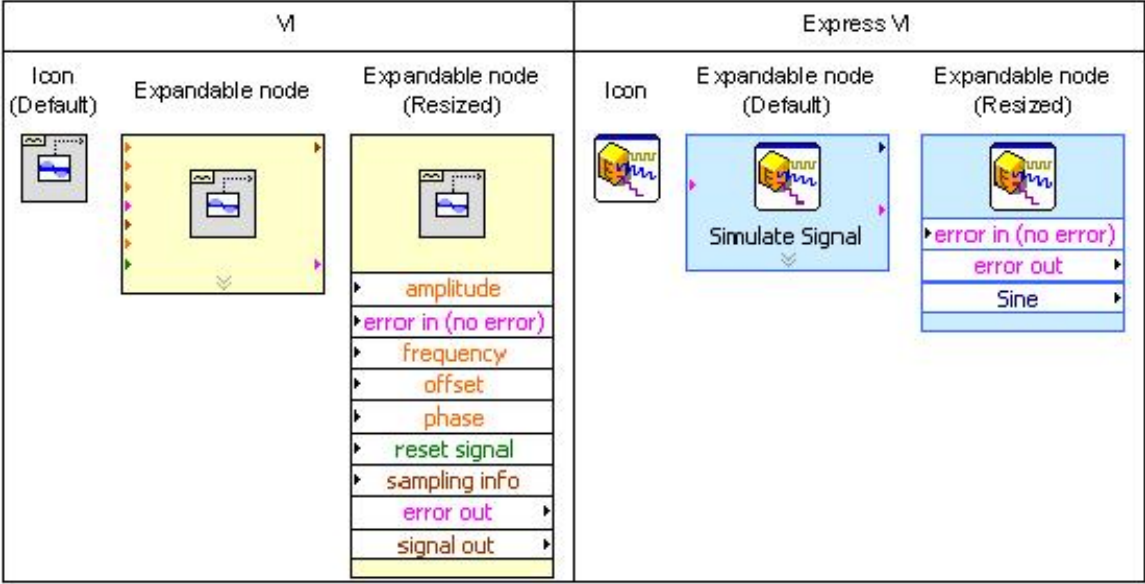 VI
Express VI
Icon
(Default)
Expandable node
Expandable node
(Resized)
Icon
Expandable node
(Default)
Expandable node
(Resized)
amplitude
error in (no error)
frequency
offset
phase
reset signal
sampling info
error out
signal out
Simulate Signal
error in (no error)
error out
Sine